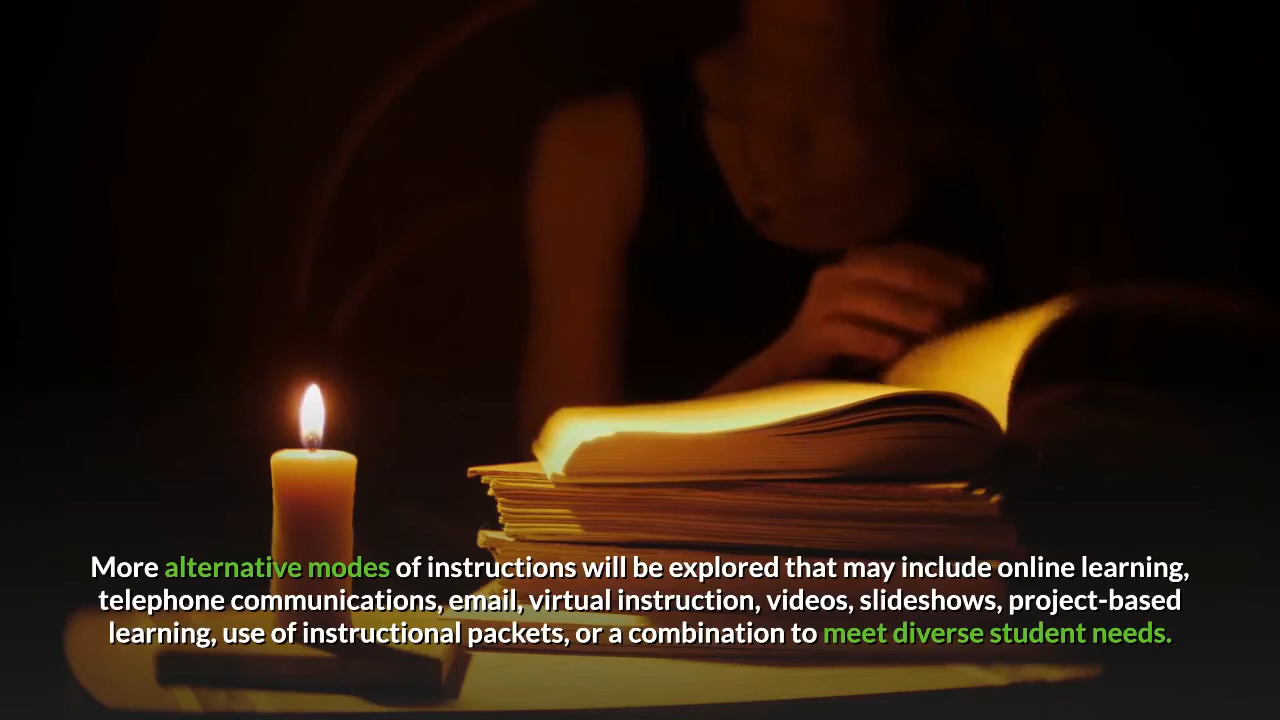 More alternative modes of instructions will be explored that may include online learning,
telephone communications, email, virtual instruction, videos, slideshows, project-based
learning, use of instructional packets, or a combination to meet diverse student needs.